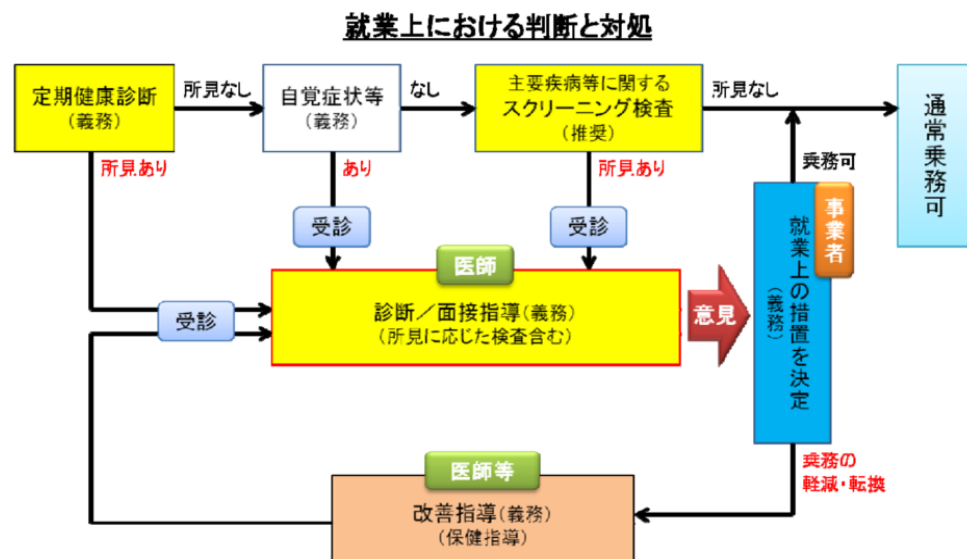 就業上における判断と対処
定期健康診断
(義務)
所見なし
自覚症状等
(義務)
なし
主要疾病等に関する
スクリーニング検査
(推奨)
所見なし
通常乗務可
所見あり
あり
所見あり
乗務可
事業者
受診
受診
医師
就業上の措置を決定
(義務)
診断／面接指導(義務)
(所見に応じた検査含む)
意見
受診
乗務の
軽減・転換
医師等
改善指導(義務)
(保健指導)